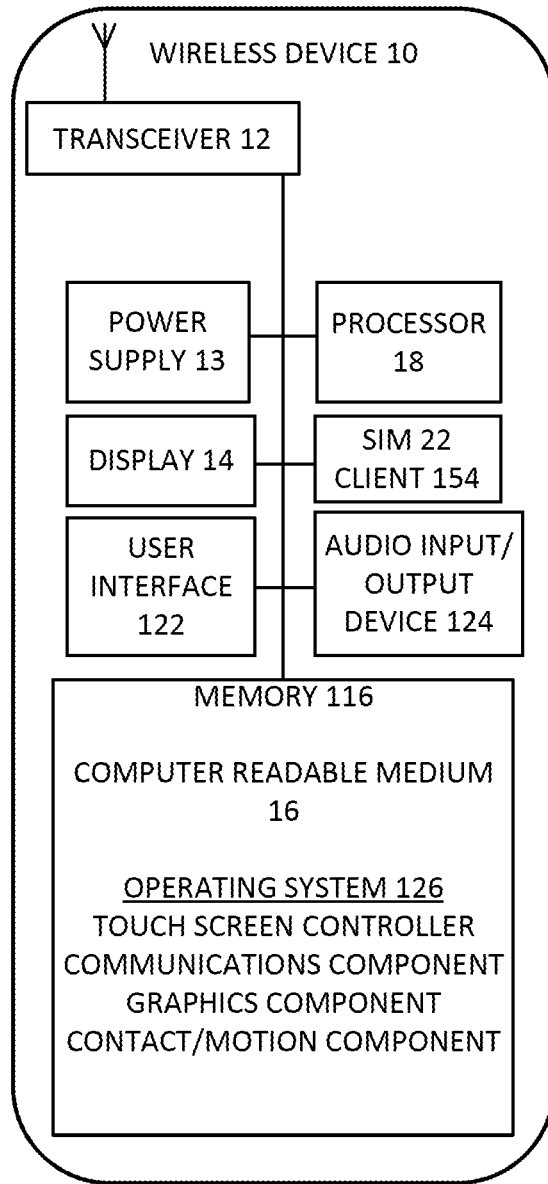 WIRELESS DEVICE 10
TRANSCEIVER 12
POWER
SUPPLY 13
PROCESSOR
18
DISPLAY 14
SIM 22
CLIENT 154
USER
INTERFACE
122
AUDIO INPUT/
OUTPUT
DEVICE 124
MEMORY 116
COMPUTER READABLE MEDIUM
16
OPERATING SYSTEM 126
TOUCH SCREEN CONTROLLER
COMMUNICATIONS COMPONENT
GRAPHICS COMPONENT
CONTACT/MOTION COMPONENT